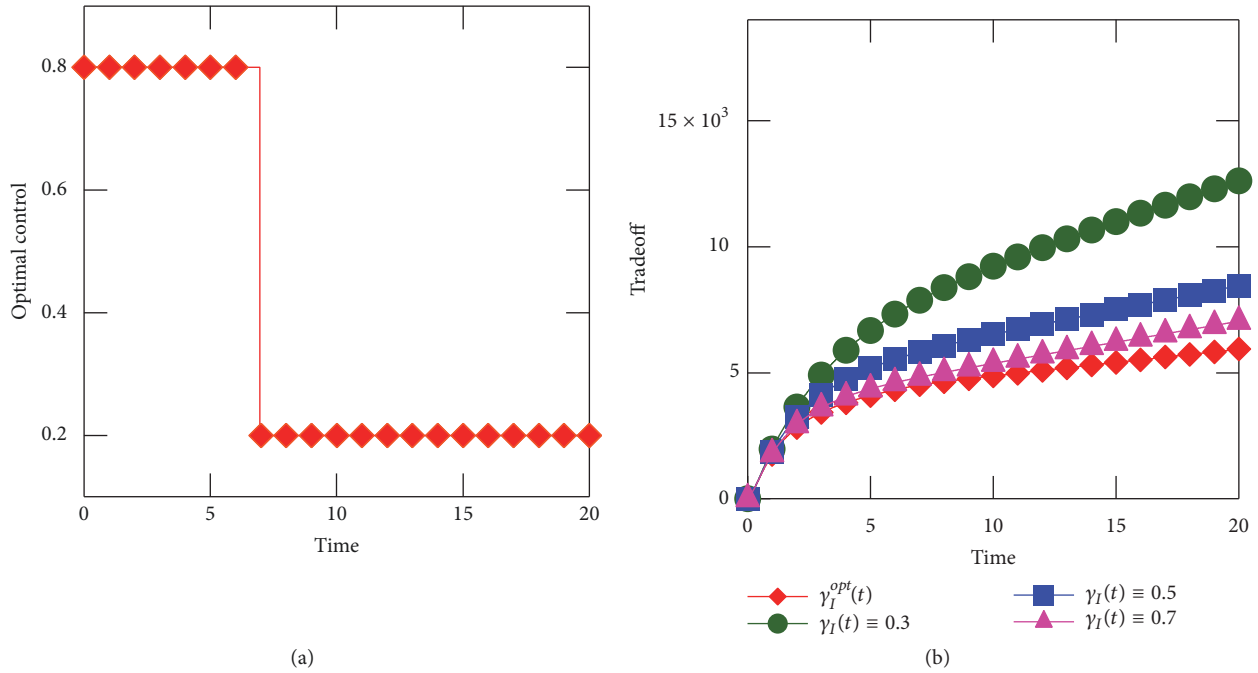 Optimal control
0.8
0.6
0.4
0.2
0 5 10 15 20
Time
(a)
Tradeoff
15 × 10³
10
5
0
0 5 10 15 20
Time
γ_I^opt(t)
γ_I(t) ≡ 0.3
γ_I(t) ≡ 0.5
γ_I(t) ≡ 0.7
(b)